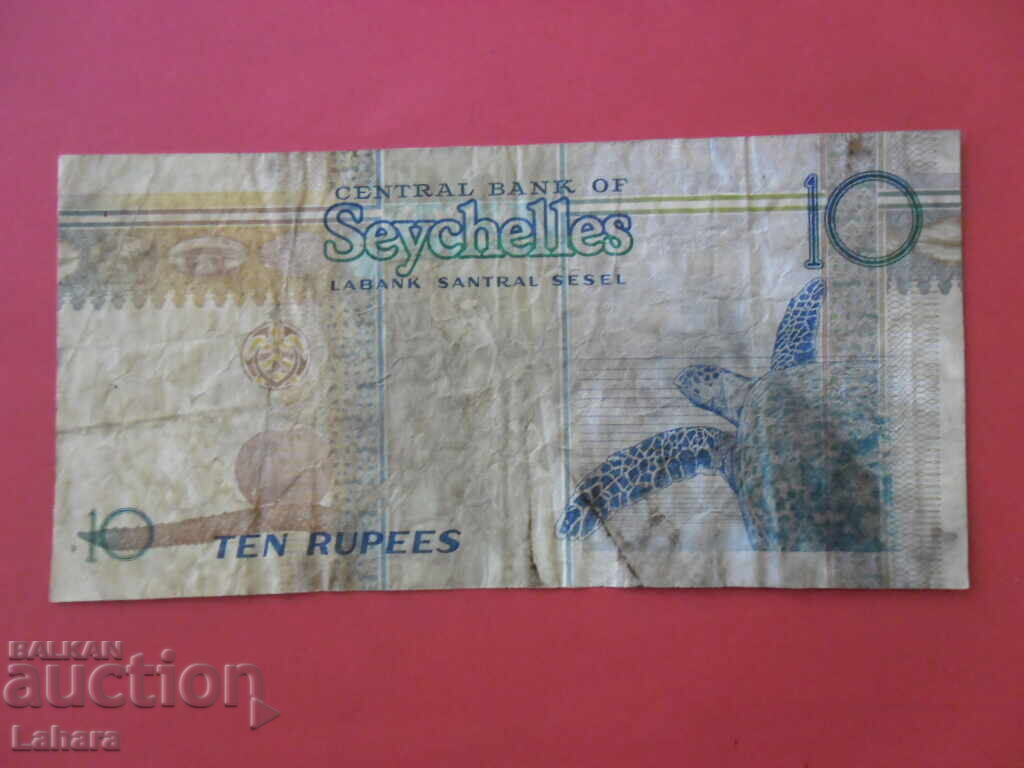 CENTRAL BANK OF
Seychelles
LABANK SANTRAL SESEL
10
10
TEN RUPEES
BALKAN
auction
Lahara